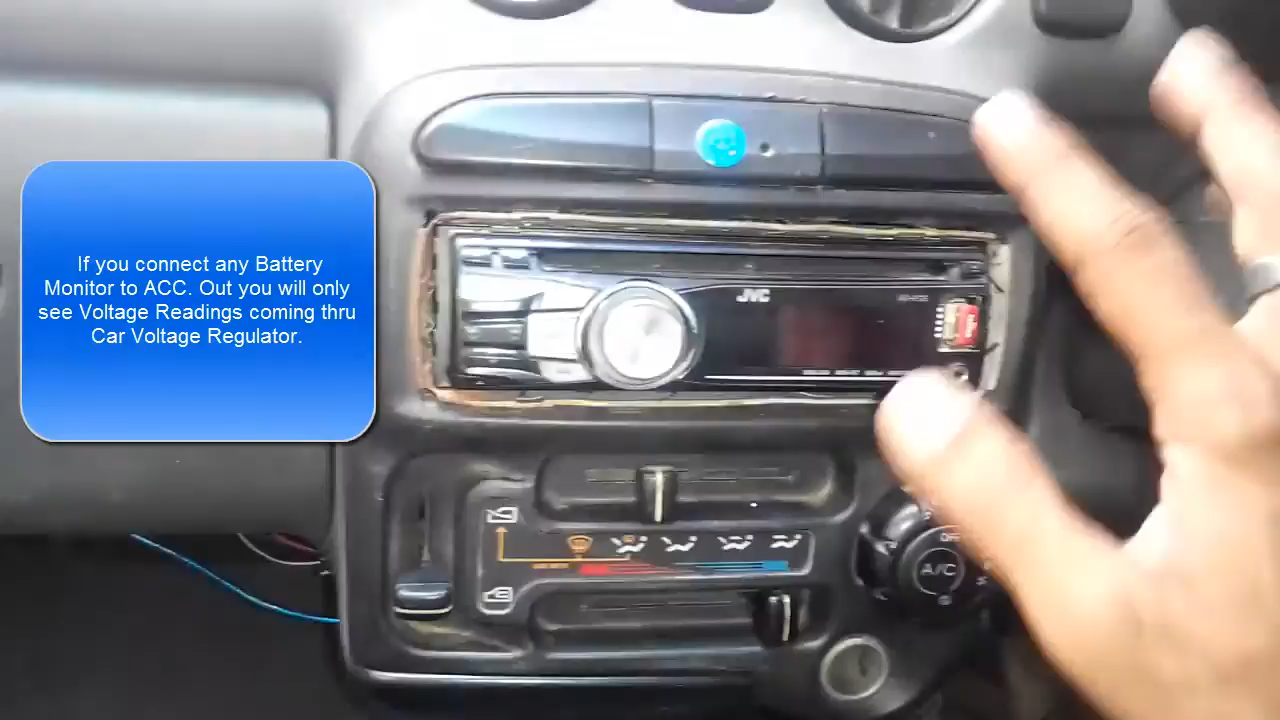 If you connect any Battery
Monitor to ACC. Out you will only
see Voltage Readings coming thru
Car Voltage Regulator.
JVC
OFF
A/C